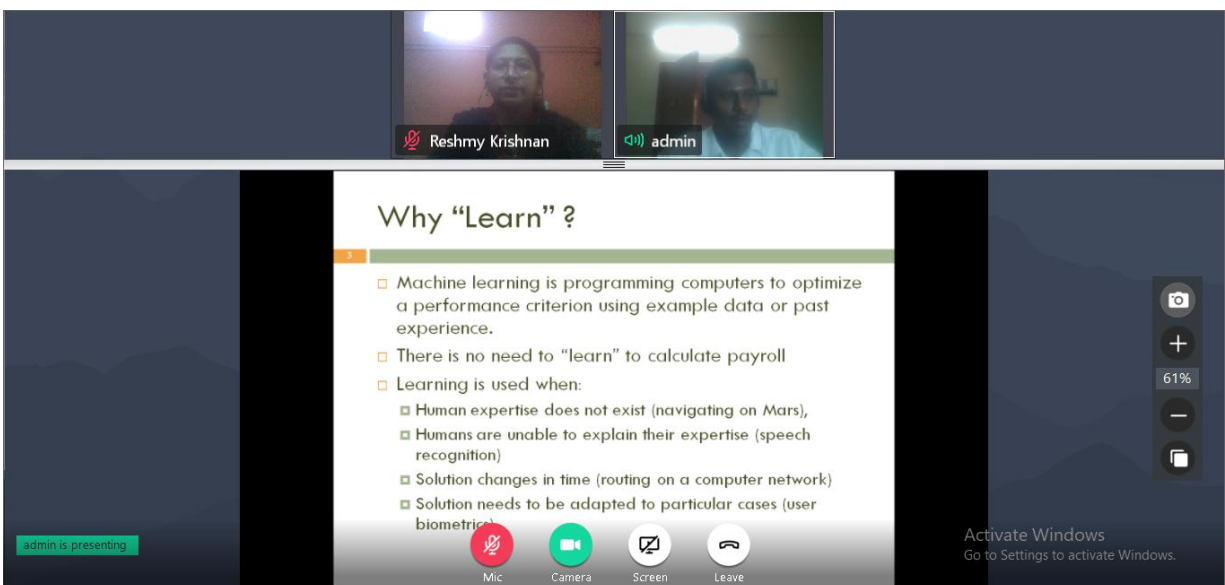 Reshmy Krishnan
admin
Why “Learn” ?
3
Machine learning is programming computers to optimize
a performance criterion using example data or past
experience.
There is no need to “learn” to calculate payroll
Learning is used when:
Human expertise does not exist (navigating on Mars),
Humans are unable to explain their expertise (speech
recognition)
Solution changes in time (routing on a computer network)
Solution needs to be adapted to particular cases (user
biometrics)
61%
admin is presenting
Mic
Camera
Screen
Leave
Activate Windows
Go to Settings to activate Windows.